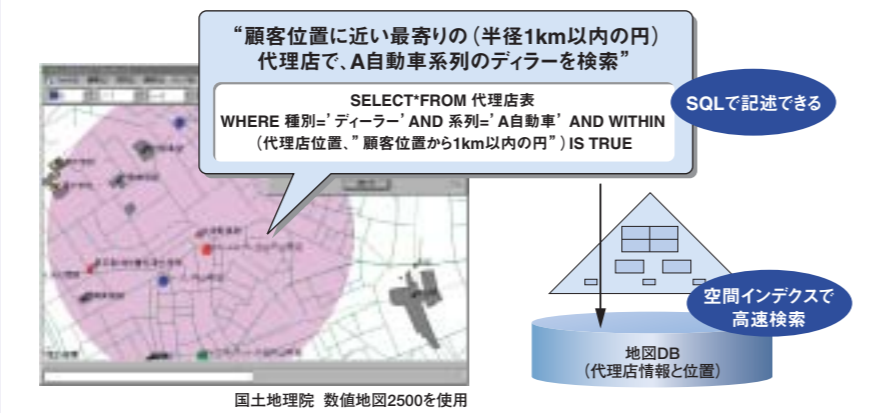 “顧客位置に近い最寄りの（半径1km以内の円）
代理店で、A自動車系列のディラーを検索”
SELECT*FROM 代理店表
WHERE 種別=’ディーラー’AND 系列=’A自動車’ AND WITHIN
（代理店位置、”顧客位置から1km以内の円”）IS TRUE
SQLで記述できる
空間インデクスで
高速検索
地図DB
（代理店情報と位置）
国土地理院 数値地図2500を使用